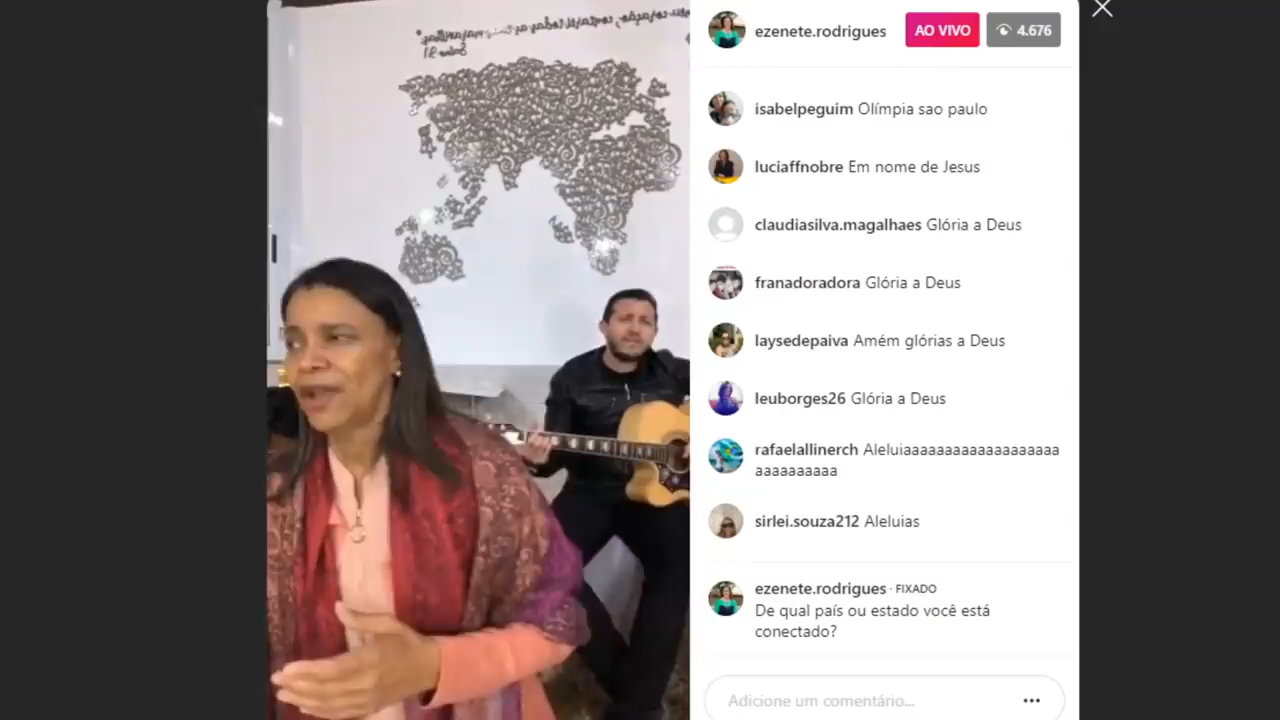 ezenete.rodrigues AO VIVO 4.676
isabelpeguim Olímpia sao paulo
luciaffnobre Em nome de Jesus
claudiasilva.magalhaes Glória a Deus
franadoradora Glória a Deus
laysedepaiva Amém glórias a Deus
leuborges26 Glória a Deus
rafaelallinerch Aleluiaaaaaaaaaaaaaaaaaaa
aaaaaaaaaa
sirlei.souza212 Aleluias
ezenete.rodrigues · FIXADO
De qual país ou estado você está
conectado?
Adicione um comentário...